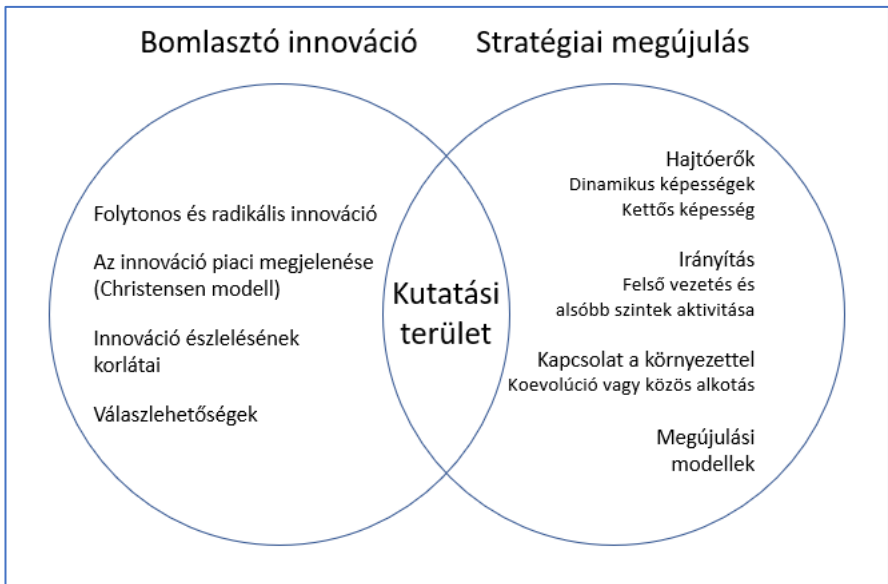 Bomlasztó innováció
Stratégiai megújulás
Folytonos és radikális innováció
Az innováció piaci megjelenése
(Christensen modell)
Innováció észlelésének
korlátai
Válaszlehetőségek
Kutatási
terület
Hajtóerők
Dinamikus képességek
Kettős képesség
Irányítás
Felső vezetés és
alsóbb szintek aktivitása
Kapcsolat a környezettel
Koevolúció vagy közös alkotás
Megújulási
modellek